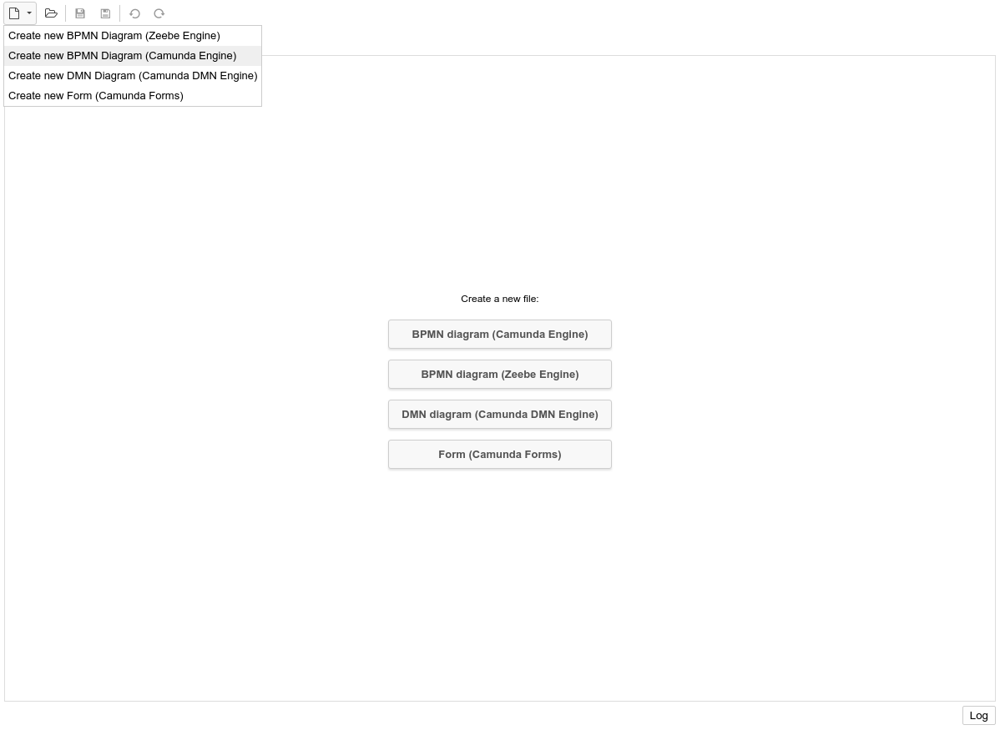 Create new BPMN Diagram (Zeebe Engine)
Create new BPMN Diagram (Camunda Engine)
Create new DMN Diagram (Camunda DMN Engine)
Create new Form (Camunda Forms)
Create a new file:
BPMN diagram (Camunda Engine)
BPMN diagram (Zeebe Engine)
DMN diagram (Camunda DMN Engine)
Form (Camunda Forms)
Log